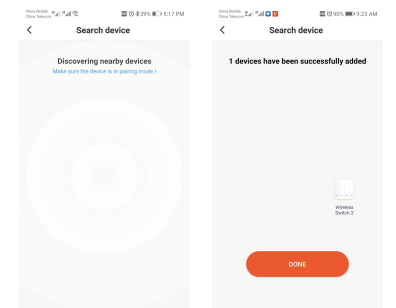 China Mobile
China Telecom
39% 5:17 PM
Search device
Discovering nearby devices
Make sure the device is in pairing mode>
China Mobile
China Telecom
90% 9:23 AM
Search device
1 devices have been successfully added
Wireless
Switch 2
DONE